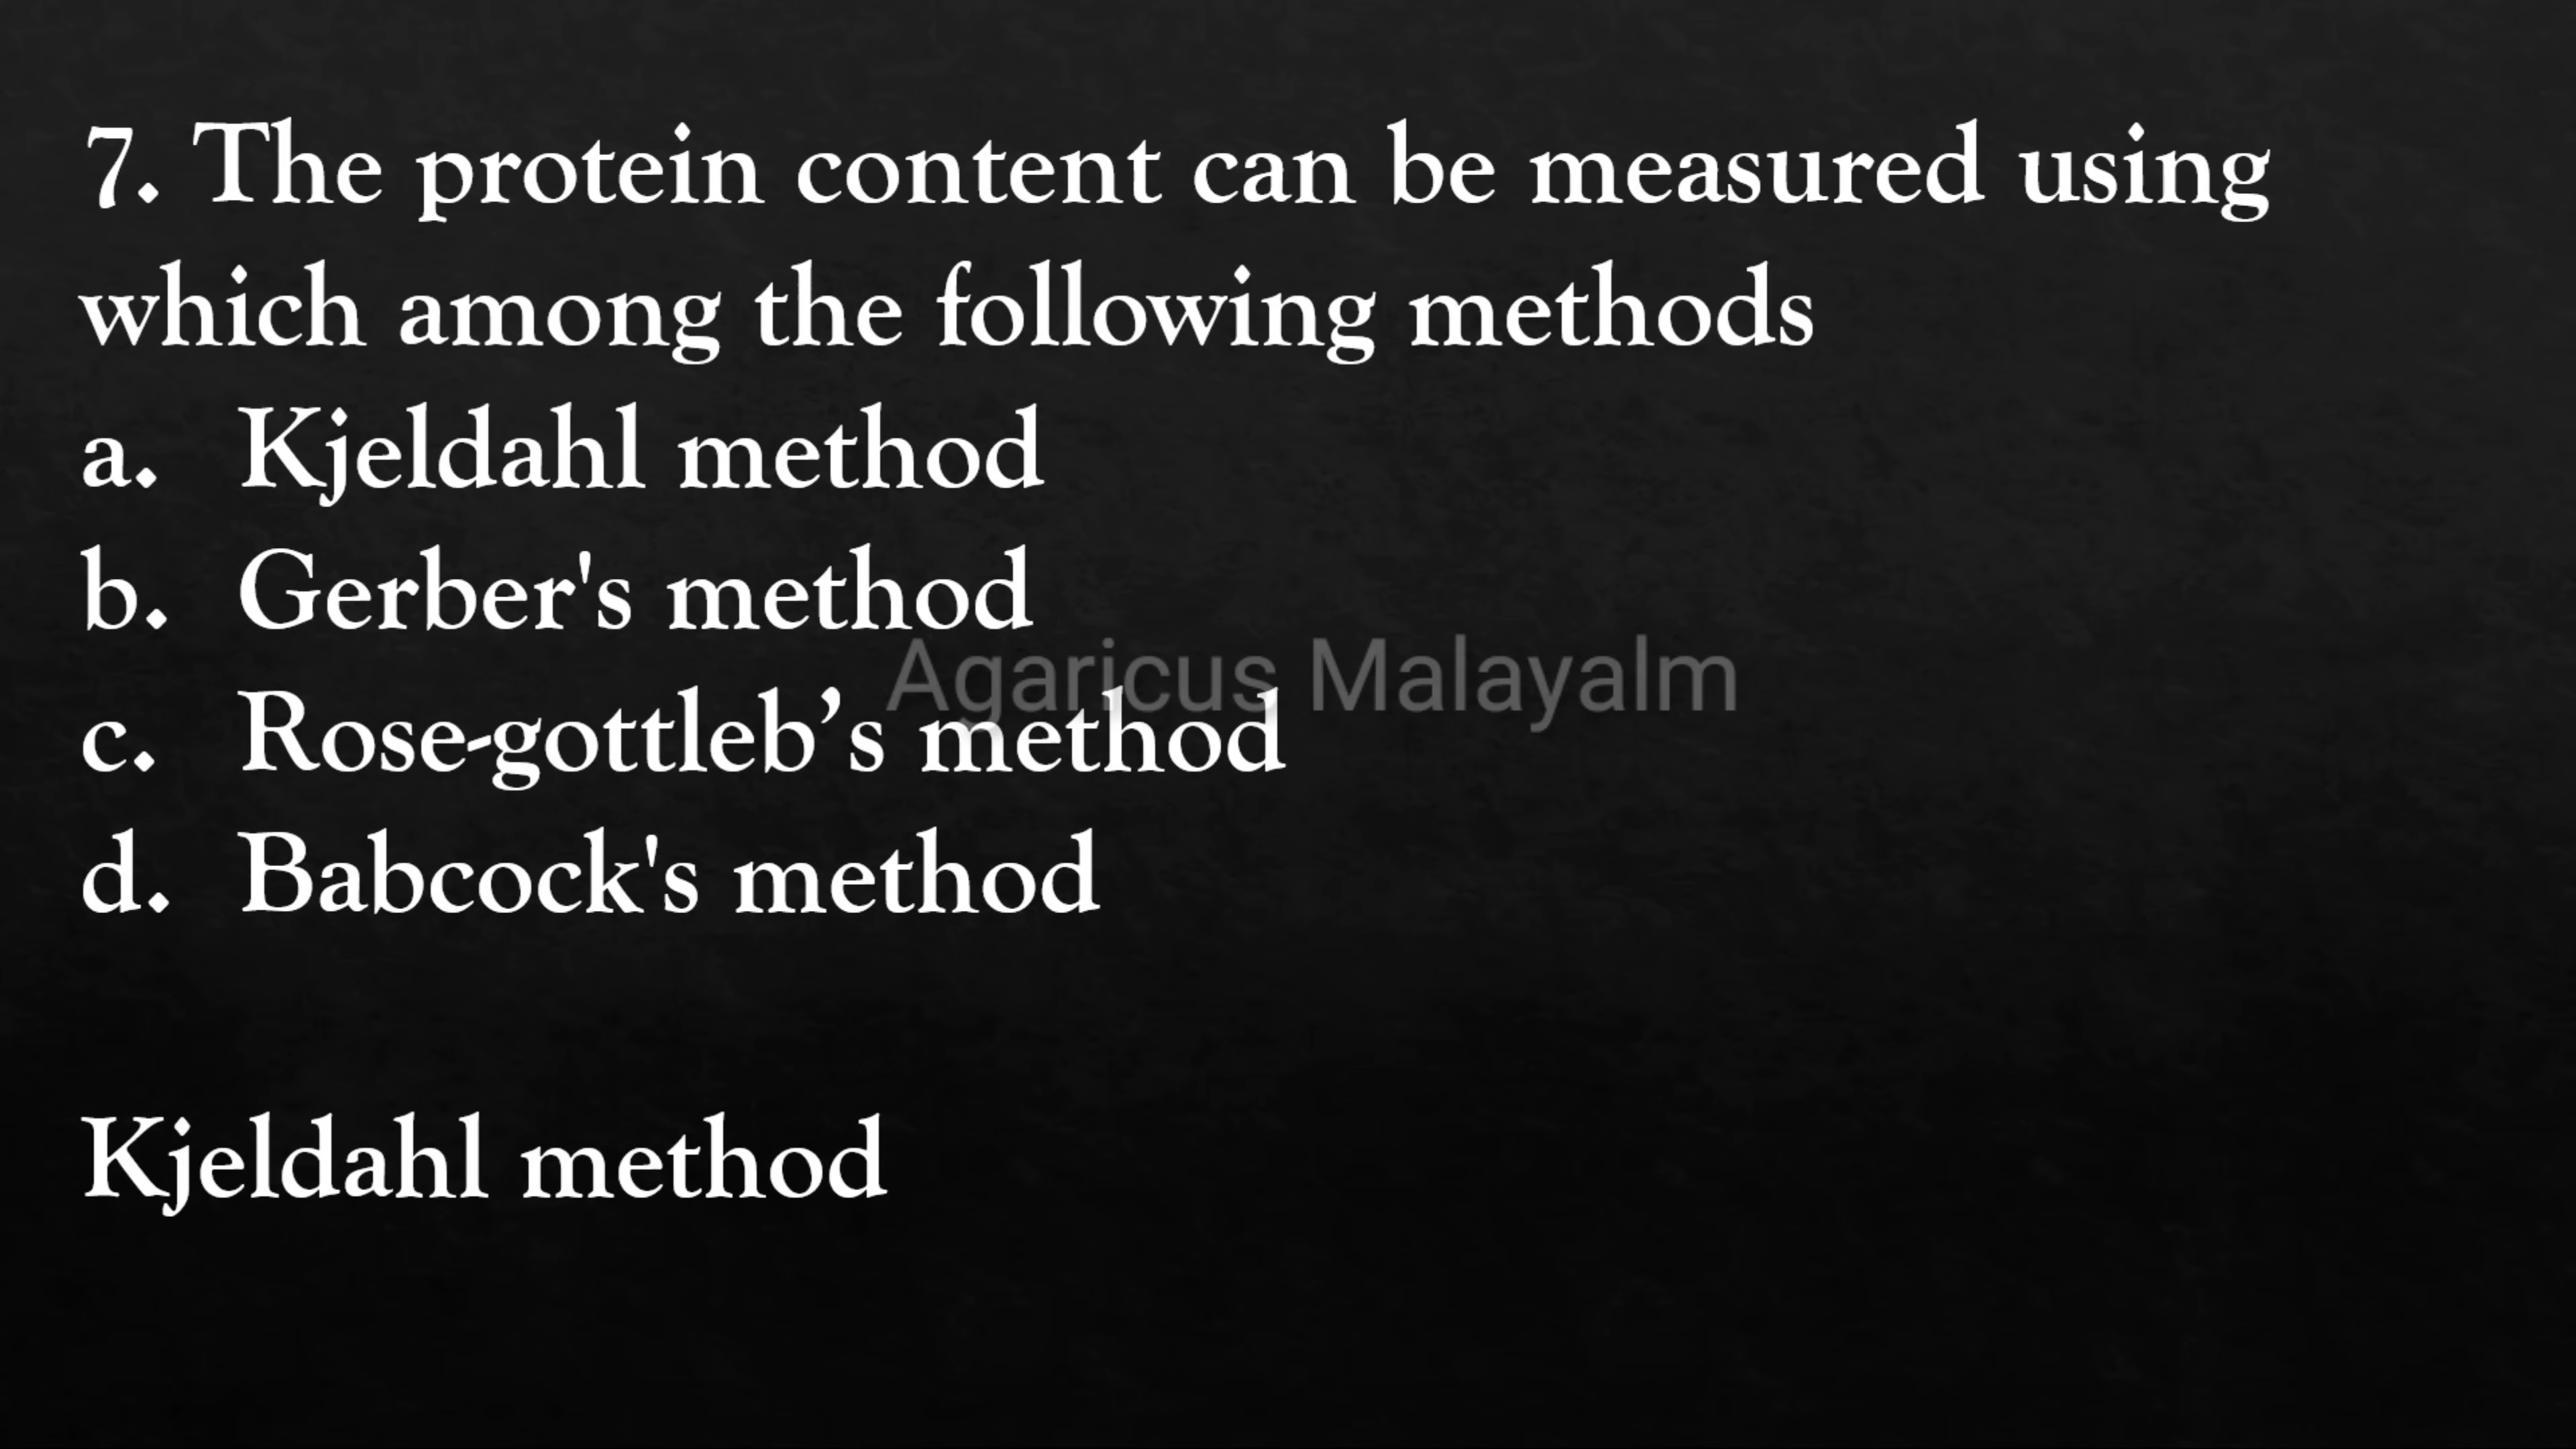 7. The protein content can be measured using
which among the following methods
a. Kjeldahl method
b. Gerber's method
Agaricus Malayalm
c. Rose-gottleb’s method
d. Babcock's method
Kjeldahl method